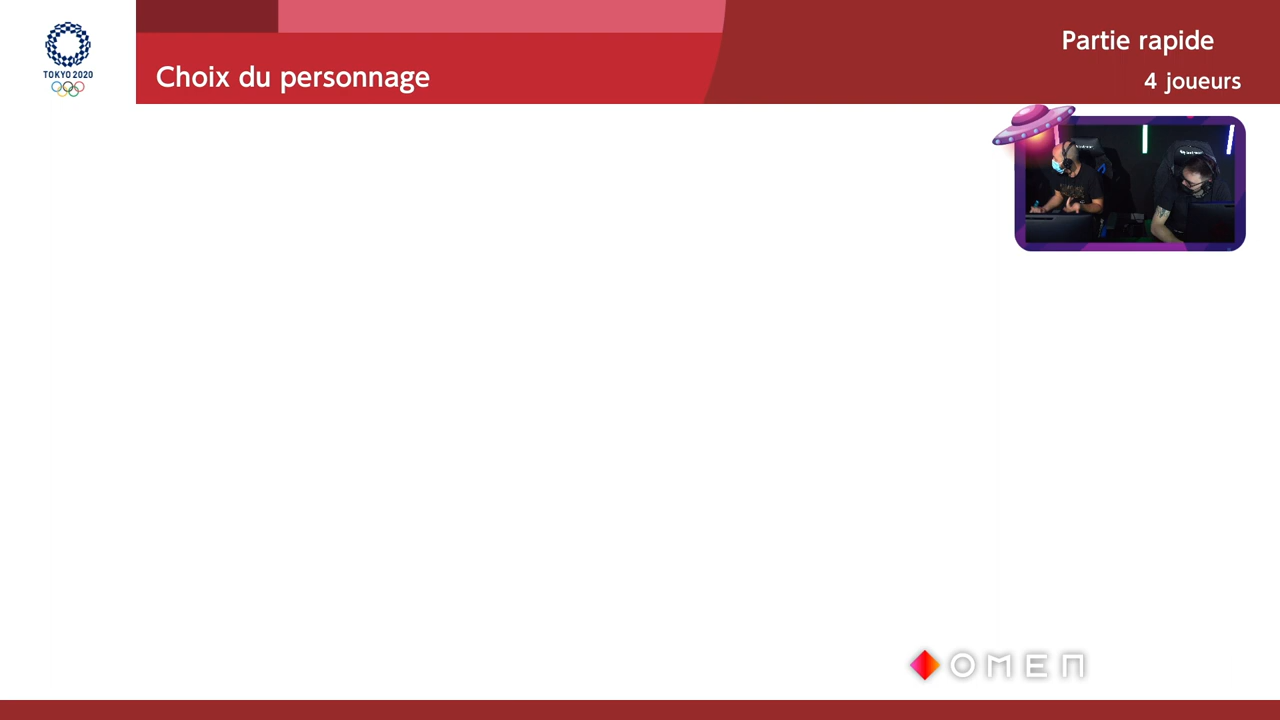 TOKYO 2020
Choix du personnage
Partie rapide
4 joueurs
OMEN